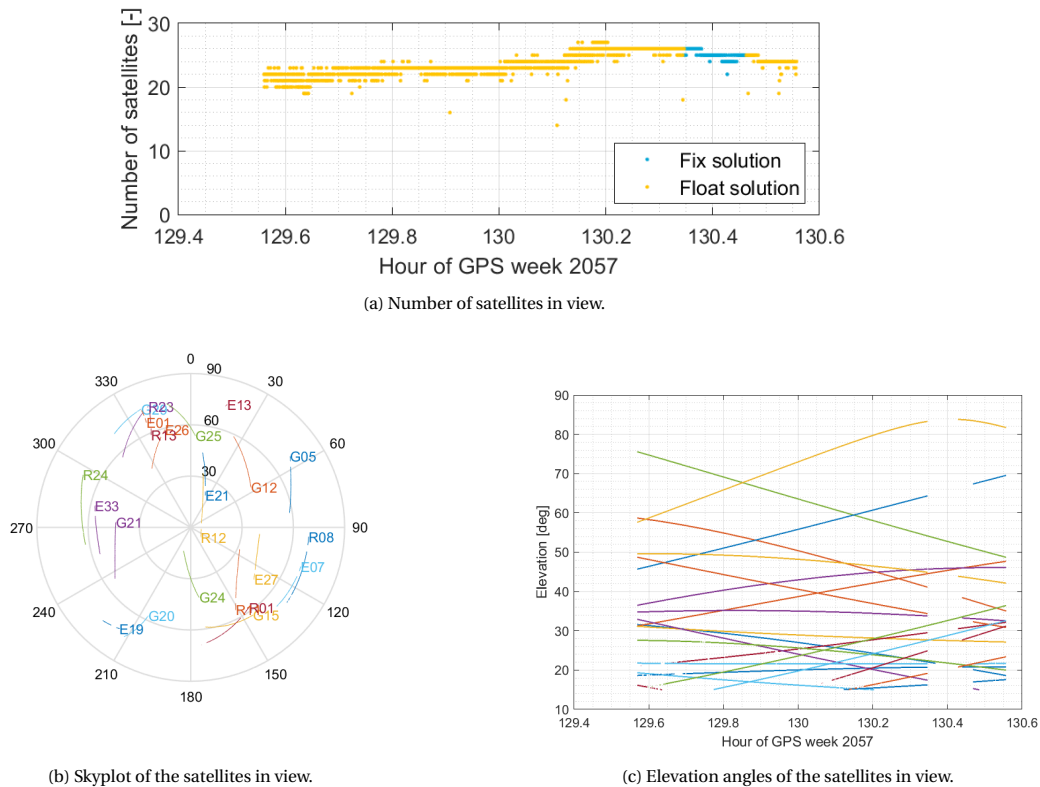 Number of satellites [-]
30
20
10
0
129.4 129.6 129.8 130 130.2 130.4 130.6
Hour of GPS week 2057
Fix solution
Float solution
(a) Number of satellites in view.
0
330 90 30
R23 E13
E01 E26 60
R13 G25
300 60
G05
R24 30
G12
E21
E33
G21
270 90
R12 R08
E07
E27
G24
R01
G15
240 G20 120
E19
210 150
180
(b) Skyplot of the satellites in view.
Elevation [deg]
90
80
70
60
50
40
30
20
10
129.4 129.6 129.8 130 130.2 130.4 130.6
Hour of GPS week 2057
(c) Elevation angles of the satellites in view.